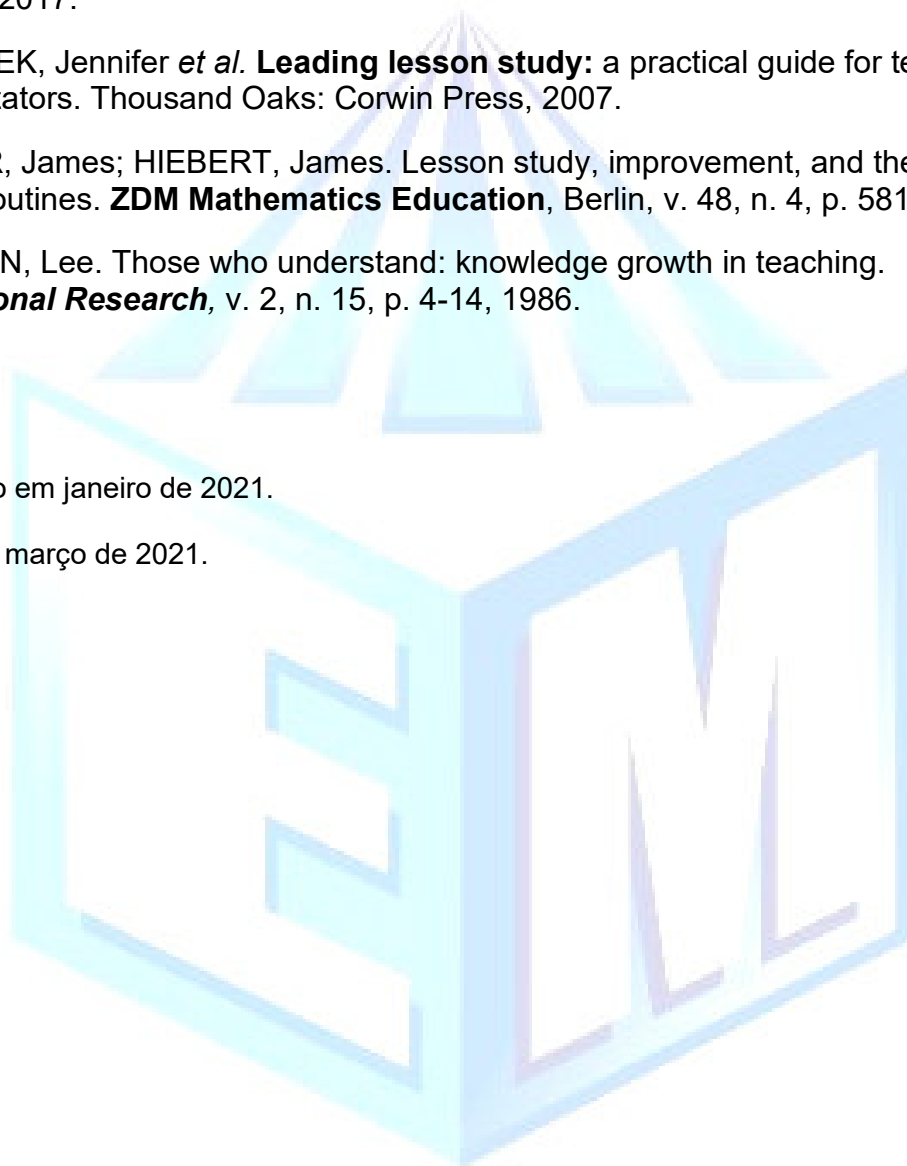 2017.
EK, Jennifer et al. Leading lesson study: a practical guide for te
tators. Thousand Oaks: Corwin Press, 2007.
R, James; HIEBERT, James. Lesson study, improvement, and the
outines. ZDM Mathematics Education, Berlin, v. 48, n. 4, p. 581
N, Lee. Those who understand: knowledge growth in teaching.
onal Research, v. 2, n. 15, p. 4-14, 1986.
o em janeiro de 2021.
março de 2021.
E M